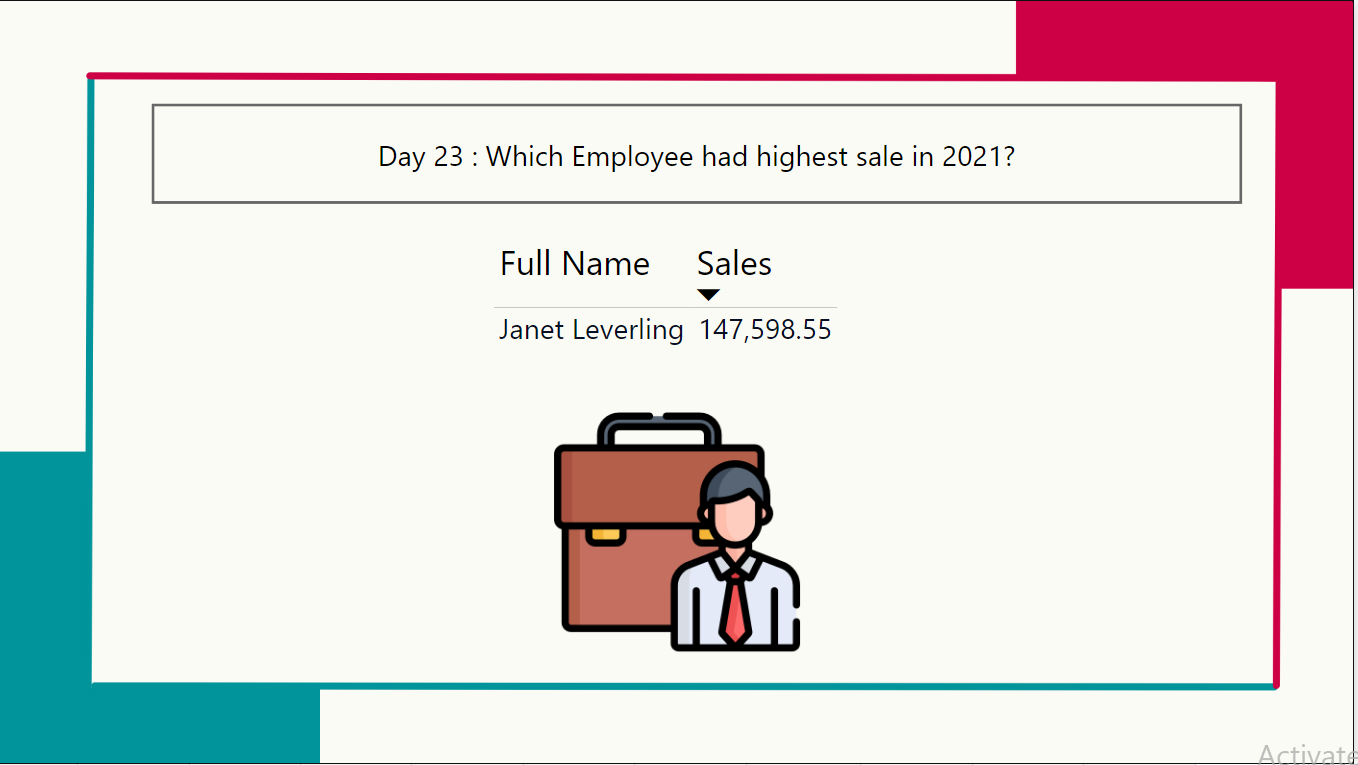 Day 23 : Which Employee had highest sale in 2021?
Full Name Sales
Janet Leverling 147,598.55
Activate